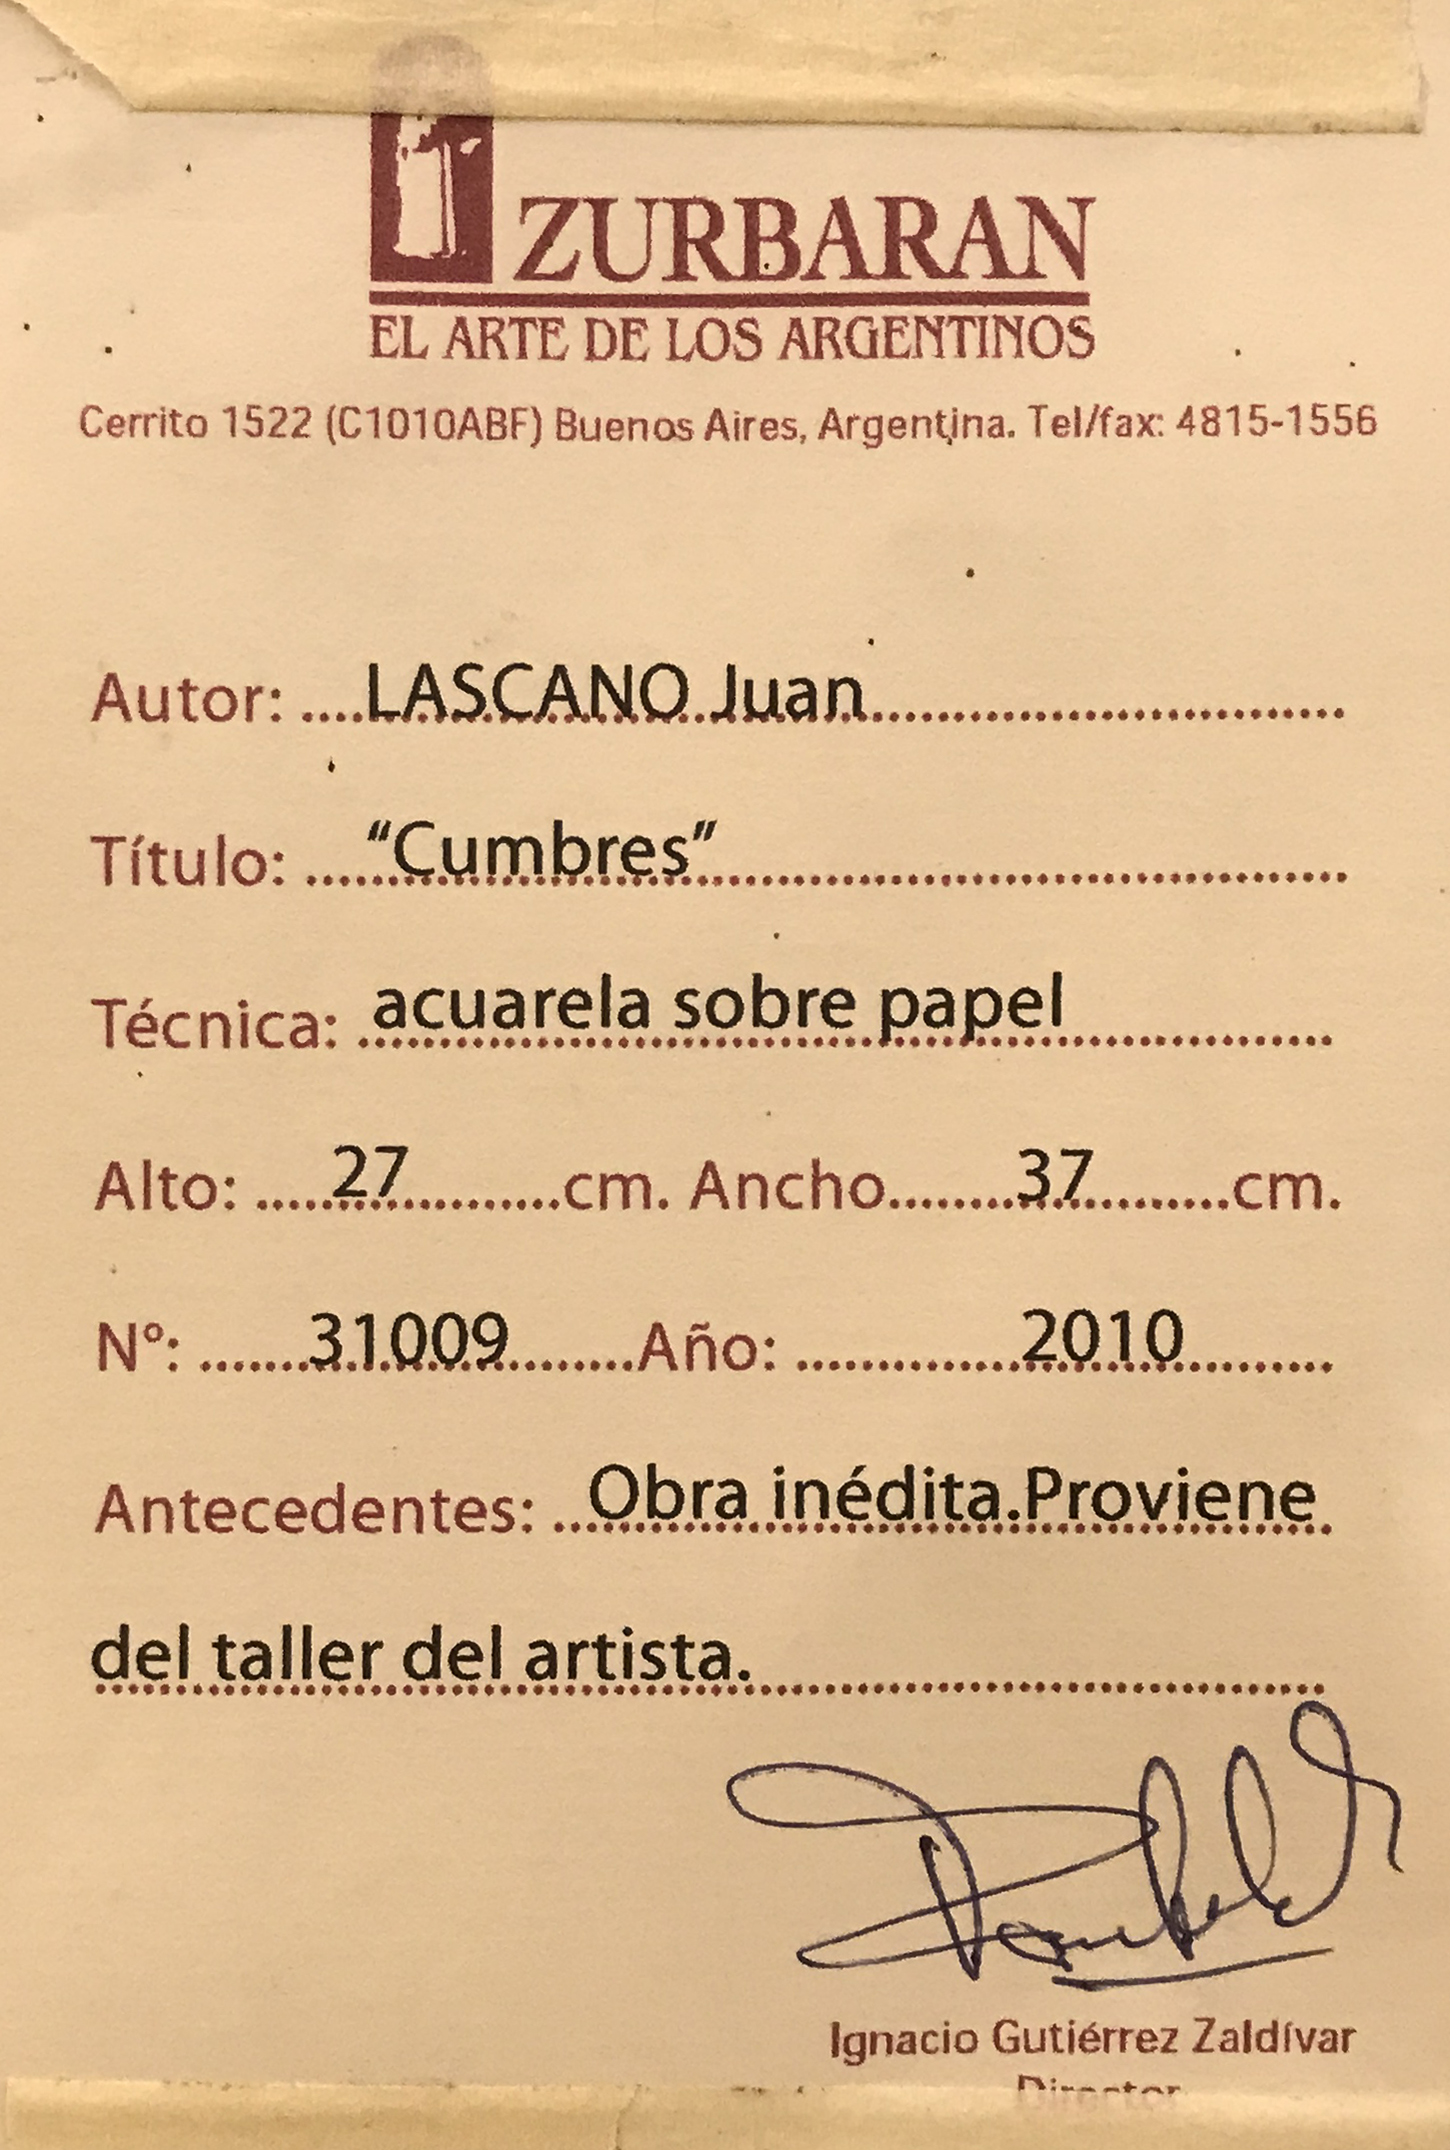 ZURBARAN
EL ARTE DE LOS ARGENTINOS
Cerrito 1522 (C1010ABF) Buenos Aires, Argentina. Tel/fax: 4815-1556
Autor: ....LASCANO Juan....
Título: ...."Cumbres"....
Técnica: acuarela sobre papel....
Alto: ....27....cm. Ancho....37....cm.
Nº: ....31009....Año: ....2010....
Antecedentes: ...Obra inédita.Proviene
del taller del artista.....
Ignacio Gutiérrez Zaldívar
Director